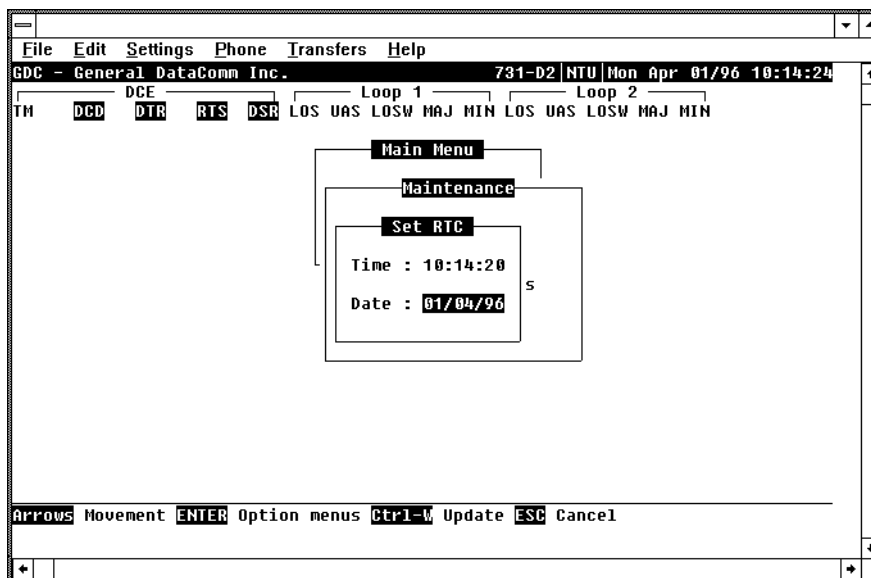 File Edit Settings Phone Transfers Help
GDC - General DataComm Inc. 731-D2|NTU|Mon Apr 01/96 10:14:24
DCE Loop 1 Loop 2
TM DCD DTR RTS DSR LOS UAS LOSW MAJ MIN LOS UAS LOSW MAJ MIN
Main Menu
Maintenance
Set RTC
Time : 10:14:20
s
Date : 01/04/96
Arrows Movement ENTER Option menus Ctrl-W Update ESC Cancel